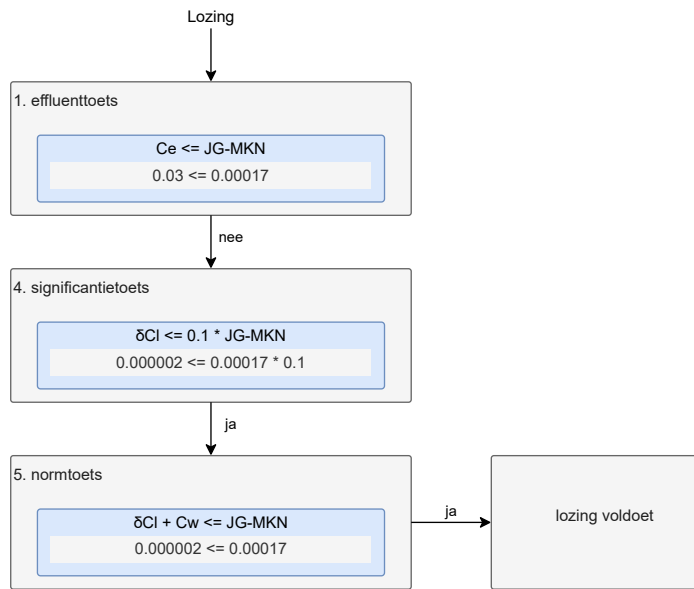 Lozing
1. effluenttoets
Ce <= JG-MKN
0.03 <= 0.00017
nee
4. significantietoets
δCl <= 0.1 * JG-MKN
0.000002 <= 0.00017 * 0.1
ja
5. normtoets
δCl + Cw <= JG-MKN
0.000002 <= 0.00017
ja
lozing voldoet